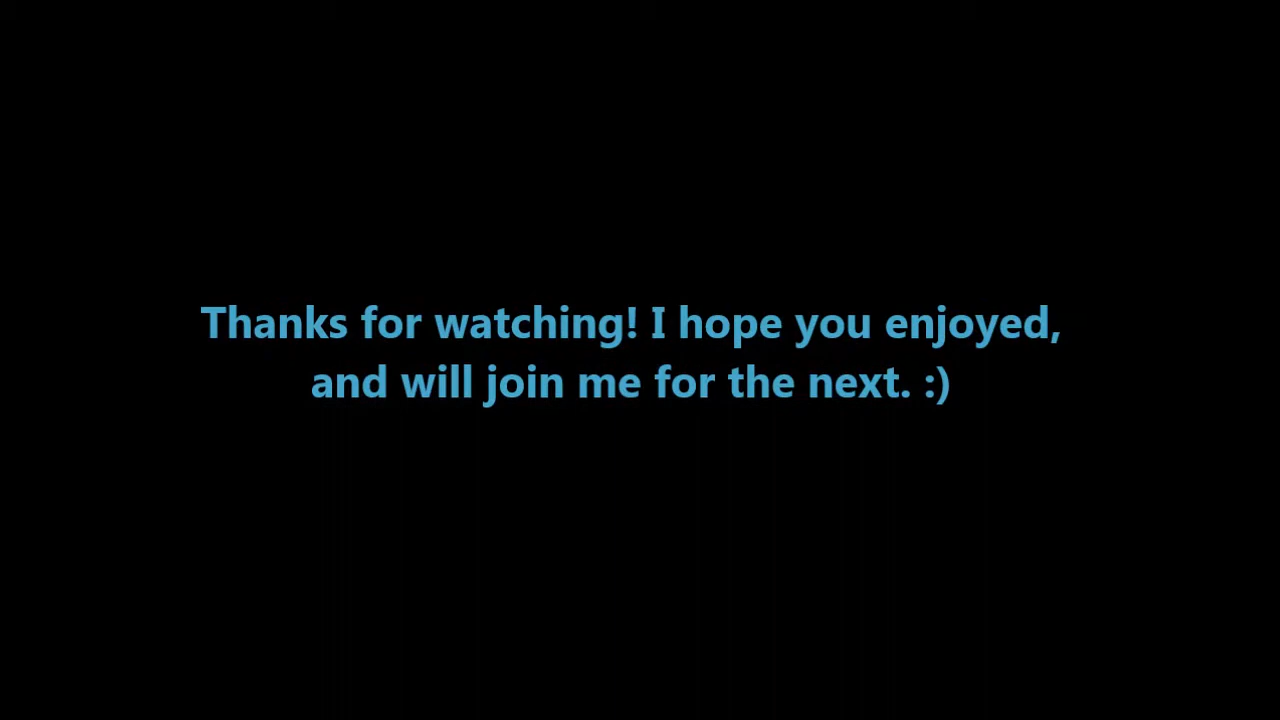 Thanks for watching! I hope you enjoyed,
and will join me for the next. :)